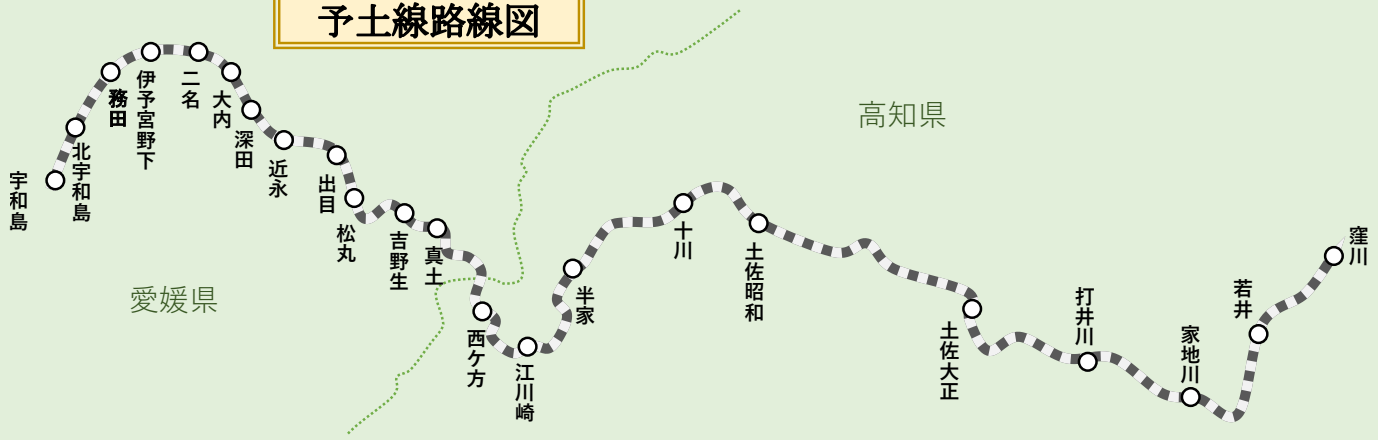 予土線路線図
高知県
愛媛県
宇和島
北宇和島
務田
伊予宮野下
二名
大内
深田
近永
出目
松丸
吉野生
真土
西ケ方
江川崎
半家
十川
土佐昭和
土佐大正
打井川
家地川
若井
窪川